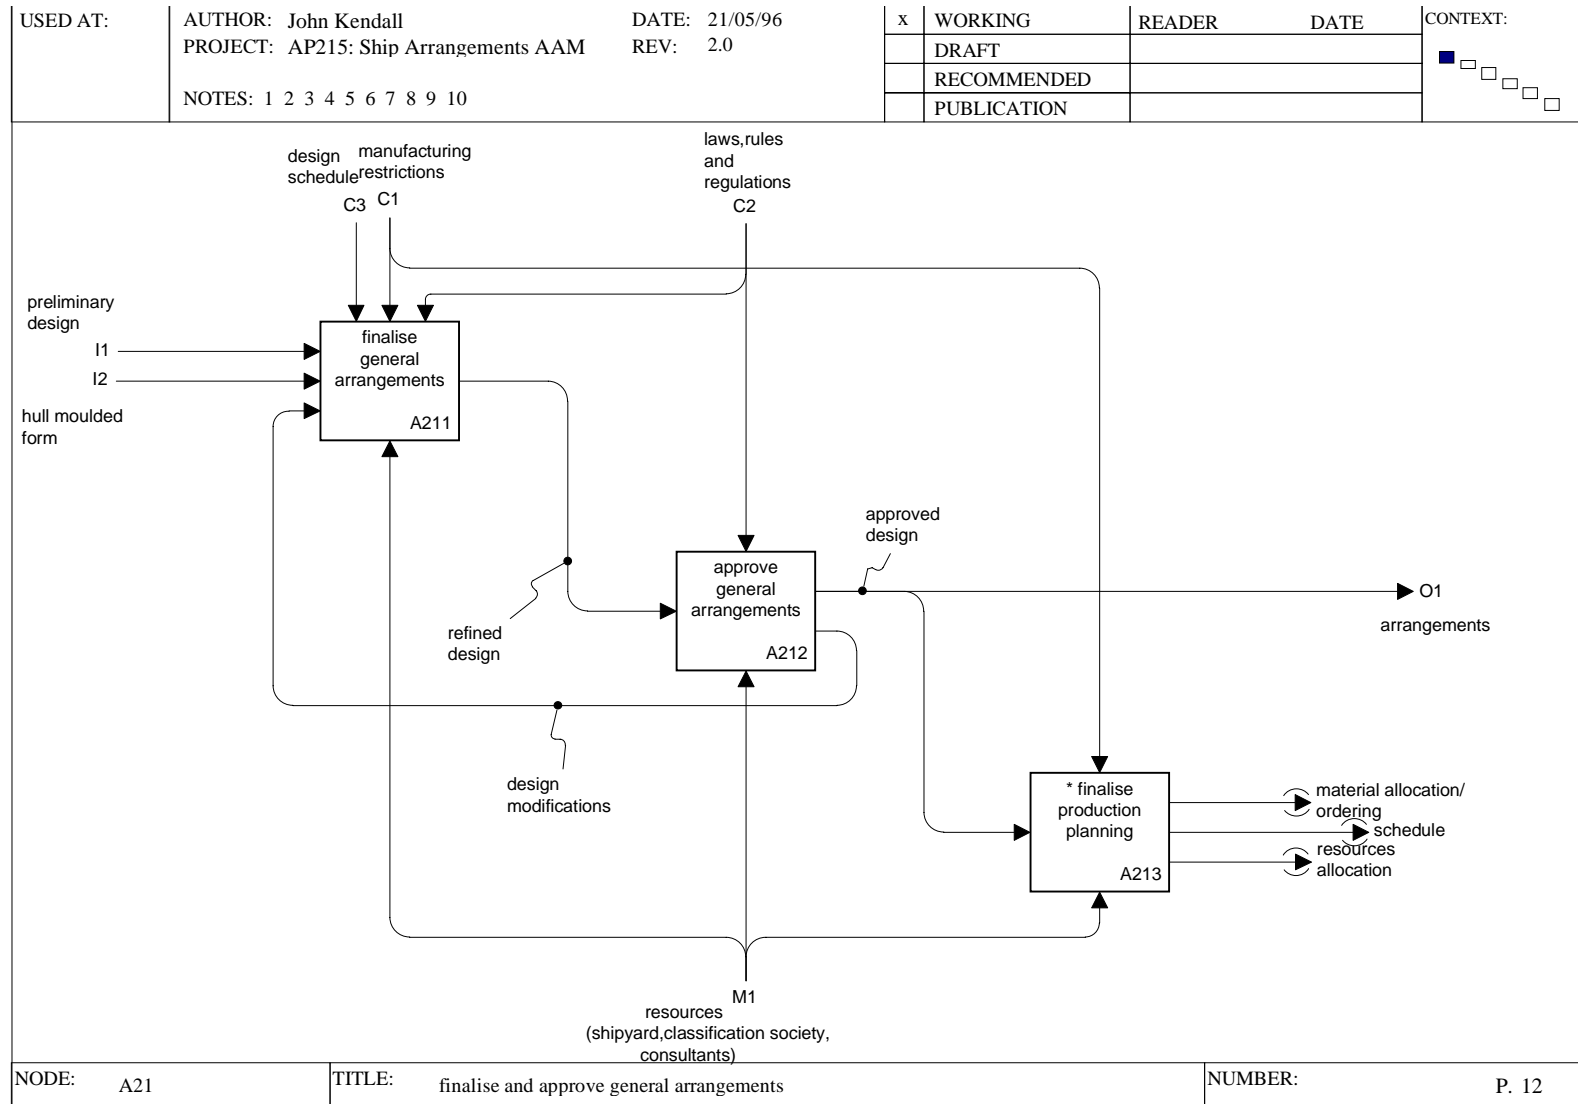 USED AT:
AUTHOR: John Kendall
DATE: 21/05/96
PROJECT: AP215: Ship Arrangements AAM
REV: 2.0
NOTES: 1 2 3 4 5 6 7 8 9 10
x WORKING
DRAFT
RECOMMENDED
PUBLICATION
READER DATE
CONTEXT:
design
schedule
C3
manufacturing
restrictions
C1
laws,rules
and
regulations
C2
preliminary
design
I1
I2
hull moulded
form
finalise
general
arrangements
A211
approved
design
approve
general
arrangements
A212
O1
arrangements
refined
design
design
modifications
* finalise
production
planning
A213
material allocation/
ordering
schedule
resources
allocation
M1
resources
(shipyard,classification society,
consultants)
NODE: A21
TITLE: finalise and approve general arrangements
NUMBER:
P. 12